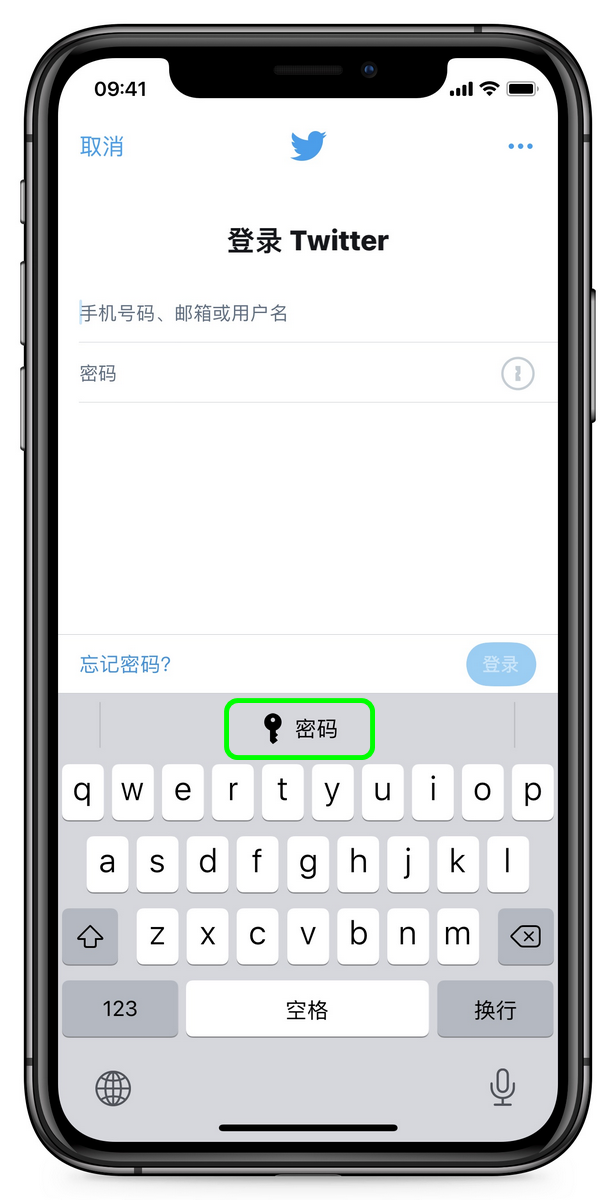 09:41
取消
登录 Twitter
手机号码、邮箱或用户名
密码
忘记密码?
登录
密码
q w e r t y u i o p
a s d f g h j k l
z x c v b n m
123 空格 换行